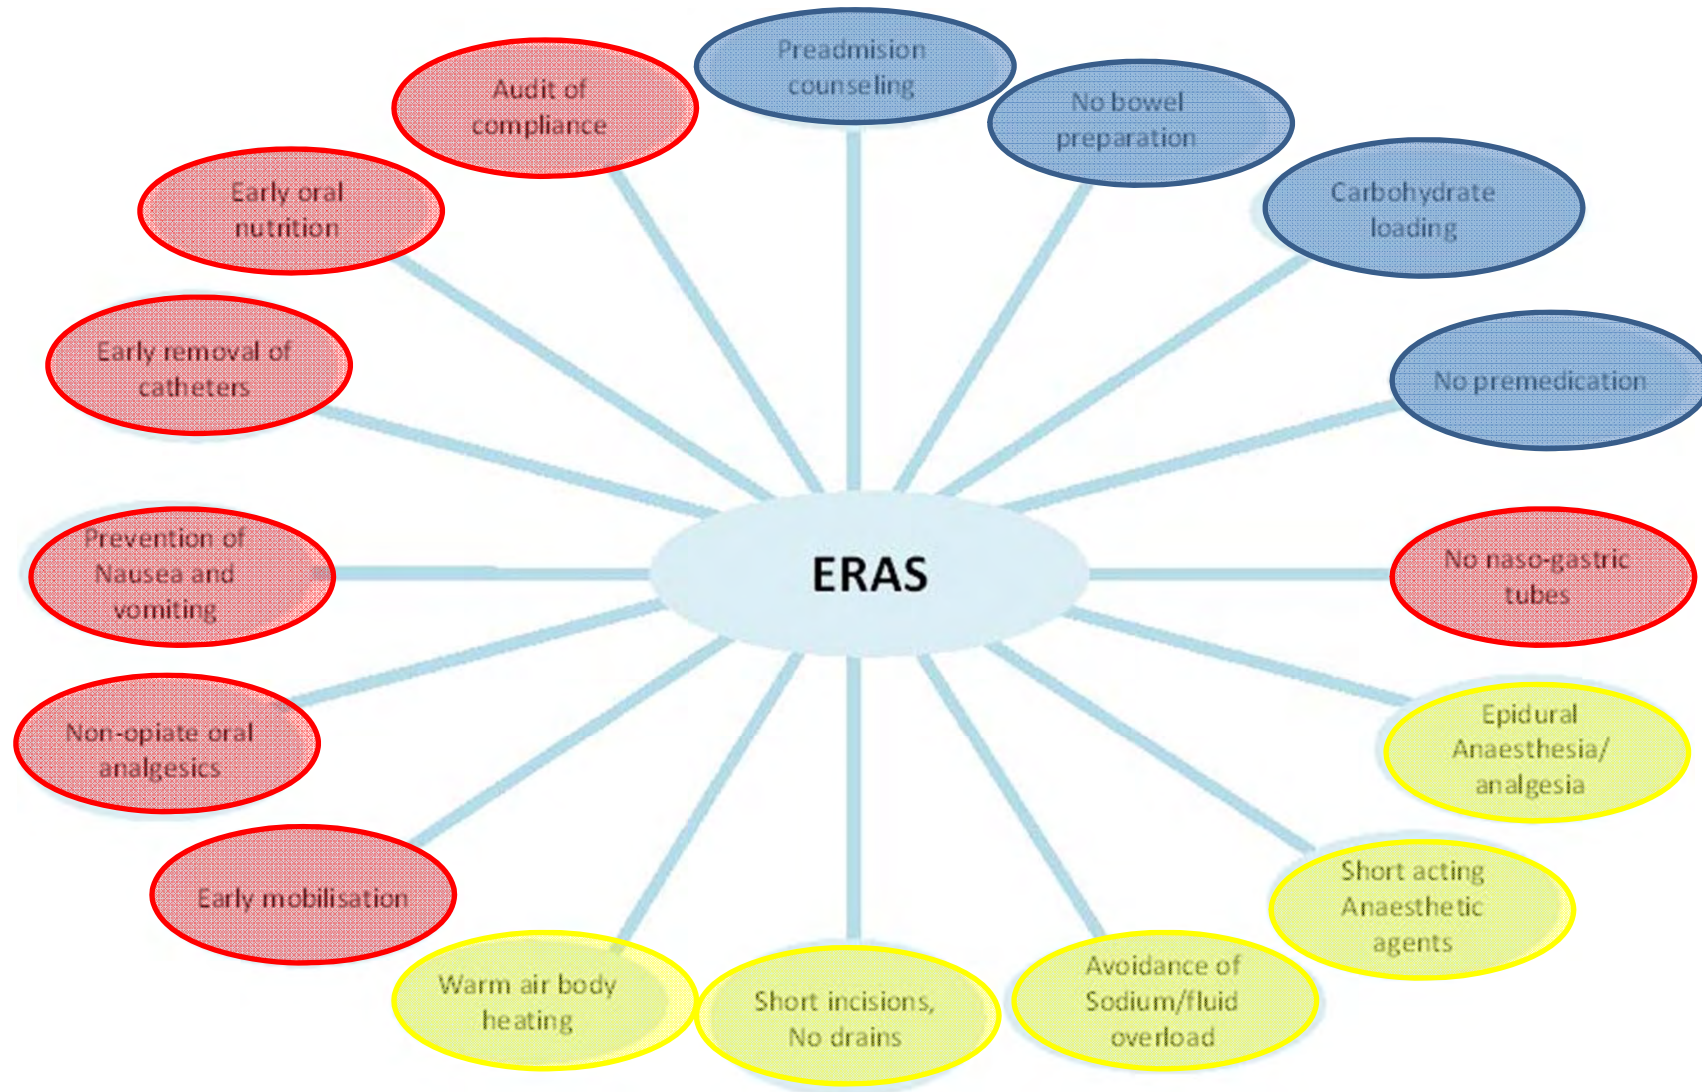 Preadmision
counseling
No bowel
preparation
Carbohydrate
loading
No premedication
No naso-gastric
tubes
Epidural
Anaesthesia/
analgesia
Short acting
Anaesthetic
agents
Avoidance of
Sodium/fluid
overload
Short incisions,
No drains
Warm air body
heating
Early mobilisation
Non-opiate oral
analgesics
Prevention of
Nausea and
vomiting
Early removal of
catheters
Early oral
nutrition
Audit of
compliance
ERAS